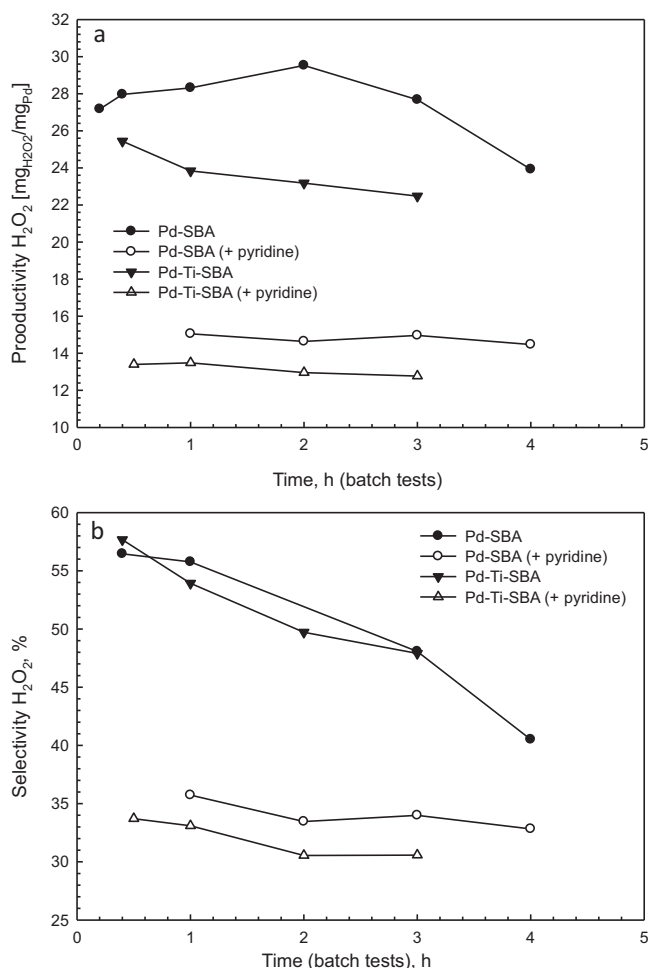 a
32
30
28
26
24
22
20
18
16
14
12
10
Prooductivity H2O2 [mgH2O2/mgPd]
Pd-SBA
Pd-SBA (+ pyridine)
Pd-Ti-SBA
Pd-Ti-SBA (+ pyridine)
0 1 2 3 4 5
Time, h (batch tests)
b
60
55
50
45
40
35
30
25
Selectivity H2O2, %
Pd-SBA
Pd-SBA (+ pyridine)
Pd-Ti-SBA
Pd-Ti-SBA (+ pyridine)
0 1 2 3 4 5
Time (batch tests), h